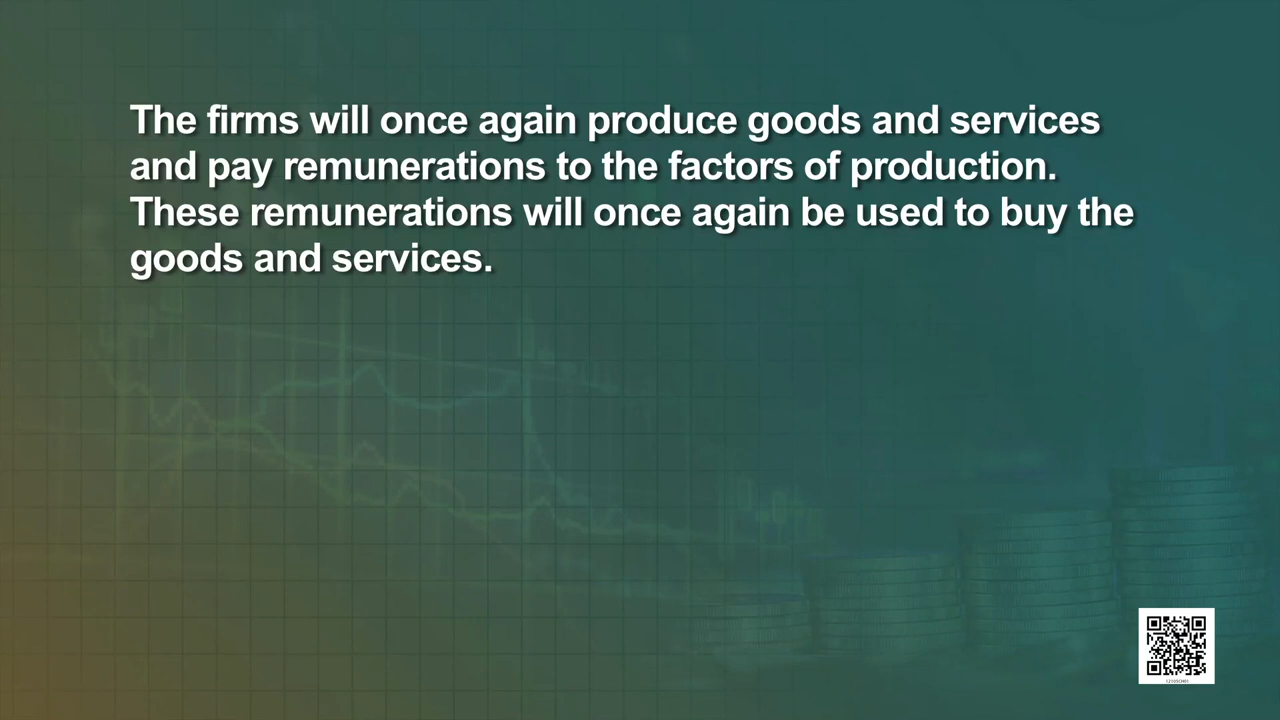 The firms will once again produce goods and services
and pay remunerations to the factors of production.
These remunerations will once again be used to buy the
goods and services.